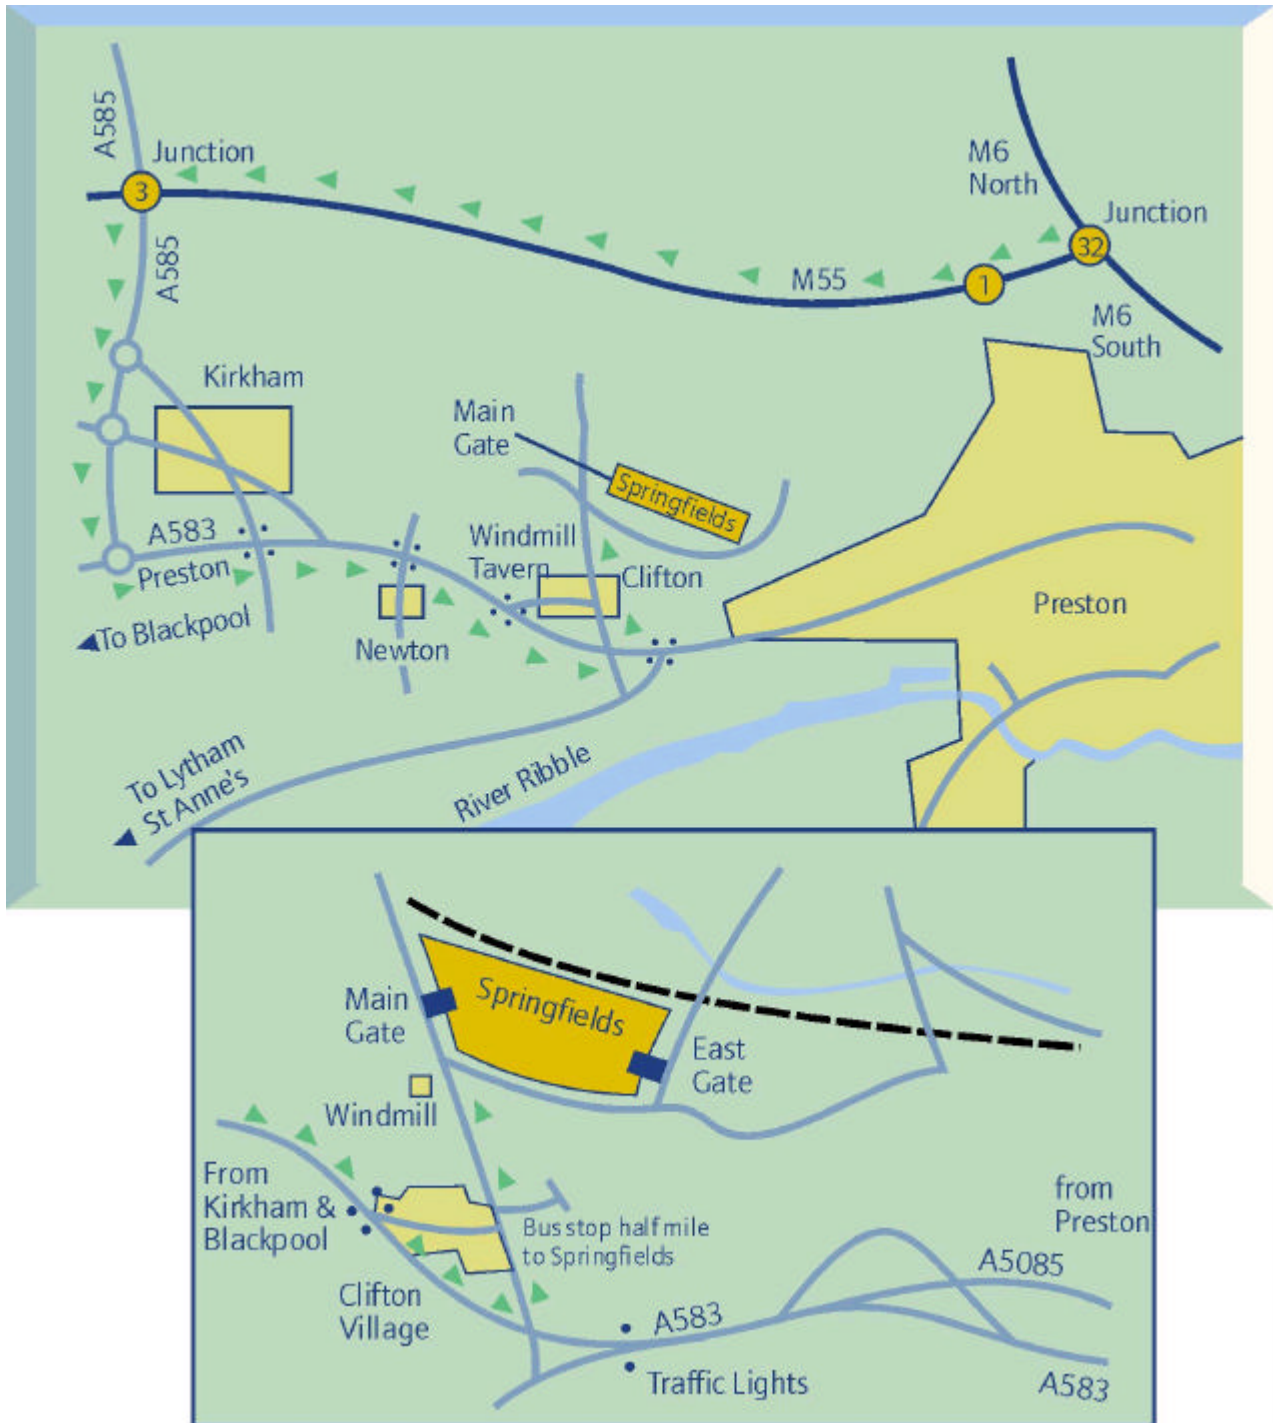 A585
Junction
3
A585
M6
North
Junction
32
M55
1
M6
South
Kirkham
Main
Gate
Springfields
A583
Preston
Windmill
Tavern
Clifton
Preston
To Blackpool
Newton
To Lytham
St Anne's
River Ribble
Main
Gate
Springfields
East
Gate
Windmill
From
Kirkham &
Blackpool
from
Preston
Bus stop half mile
to Springfields
A5085
Clifton
Village
A583
Traffic Lights
A583